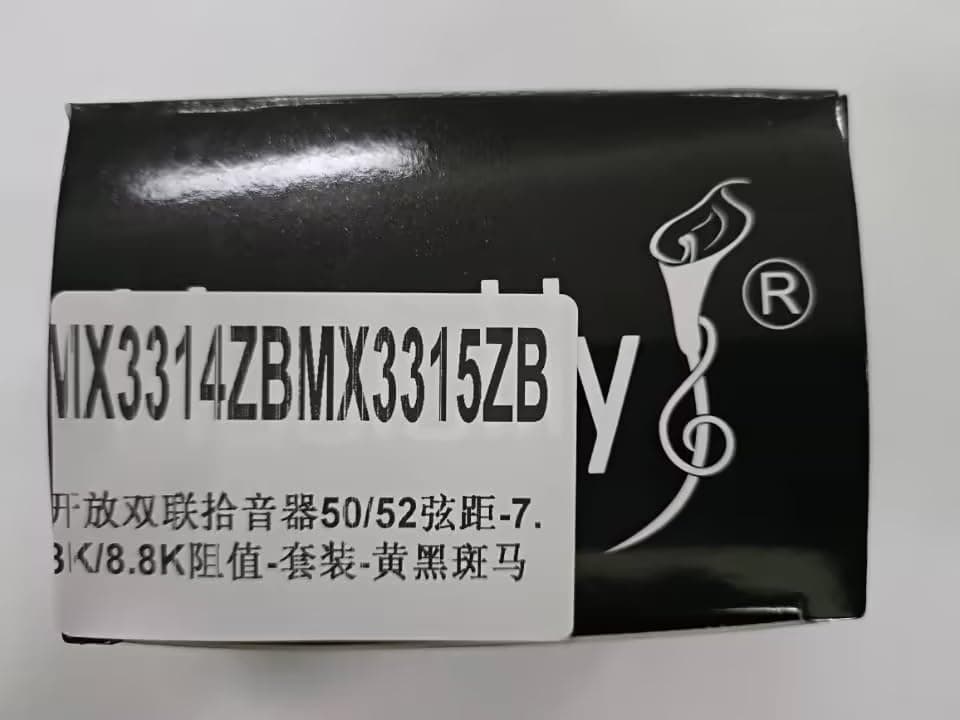 MX3314ZBMX3315ZB
开放双联拾音器50/52弦距-7.
8K/8.8K阻值-套装-黄黑斑马
y
®